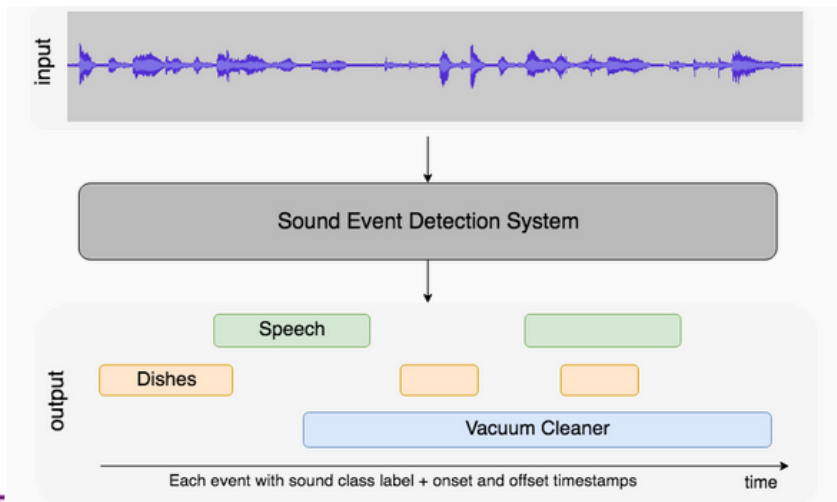 input
Sound Event Detection System
output
Speech
Dishes
Vacuum Cleaner
Each event with sound class label + onset and offset timestamps
time